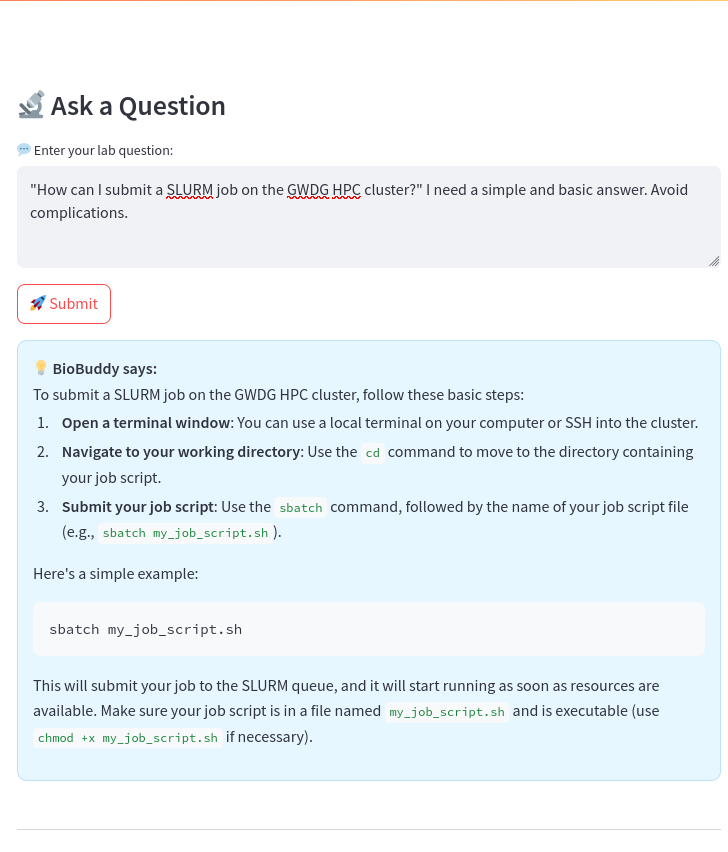 Ask a Question
Enter your lab question:
"How can I submit a SLURM job on the GWDG HPC cluster?" I need a simple and basic answer. Avoid
complications.
Submit
BioBuddy says:
To submit a SLURM job on the GWDG HPC cluster, follow these basic steps:
1. Open a terminal window: You can use a local terminal on your computer or SSH into the cluster.
2. Navigate to your working directory: Use the cd command to move to the directory containing
your job script.
3. Submit your job script: Use the sbatch command, followed by the name of your job script file
(e.g., sbatch my_job_script.sh ).
Here's a simple example:
sbatch my_job_script.sh
This will submit your job to the SLURM queue, and it will start running as soon as resources are
available. Make sure your job script is in a file named my_job_script.sh and is executable (use
chmod +x my_job_script.sh if necessary).